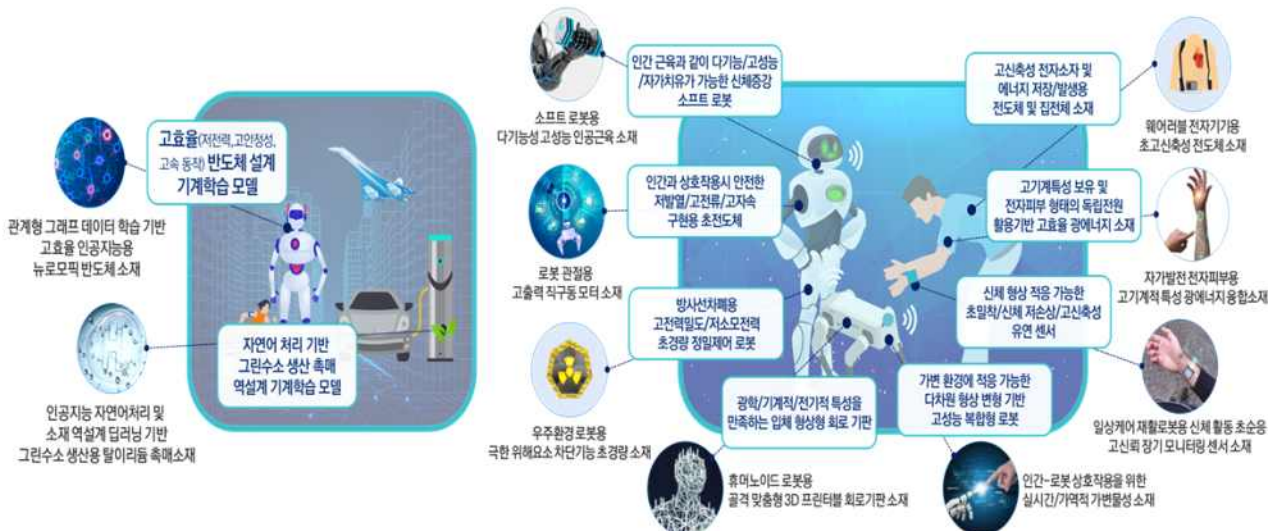 고효율(저전력,고안정성,
고속 동작) 반도체 설계
기계학습 모델
관계형 그래프 데이터 학습 기반
고효율 인공지능용
뉴로모픽 반도체 소재
자연어 처리 기반
그린수소 생산 촉매
역설계 기계학습 모델
인공지능 자연어처리 및
소재 역설계 딥러닝 기반
그린수소 생산용 탈이리듐 촉매소재
인간 근육과 같이 다기능/고성능
/자가치유가 가능한 신체증강
소프트 로봇
소프트 로봇용
다기능성 고성능 인공근육 소재
인간과 상호작용시 안전한
저발열/고전류/고자속
구현용 초전도체
로봇 관절용
고출력 직구동 모터 소재
방사선차폐용
고전력밀도/저소모전력
초경량 정밀제어 로봇
우주환경 로봇용
극한 위해요소 차단기능 초경량 소재
광학/기계적/전기적 특성을
만족하는 입체 형상형 회로 기판
휴머노이드 로봇용
골격 맞춤형 3D 프린터블 회로기판 소재
고신축성 전자소자 및
에너지 저장/발생용
전도체 및 집전체 소재
웨어러블 전자기기용
초고신축성 전도체 소재
고기계특성 보유 및
전자피부 형태의 독립전원
활용기반 고효율 광에너지 소재
자가발전 전자피부용
고기계적 특성 광에너지 융합소재
신체 형상 적응 가능한
초밀착/신체 저손상/고신축성
유연 센서
일상케어 재활로봇용 신체 활동 초순응
고신뢰 장기 모니터링 센서 소재
가변 환경에 적응 가능한
다차원 형상 변형 기반
고성능 복합형 로봇
인간-로봇 상호작용을 위한
실시간/가역적 가변물성 소재